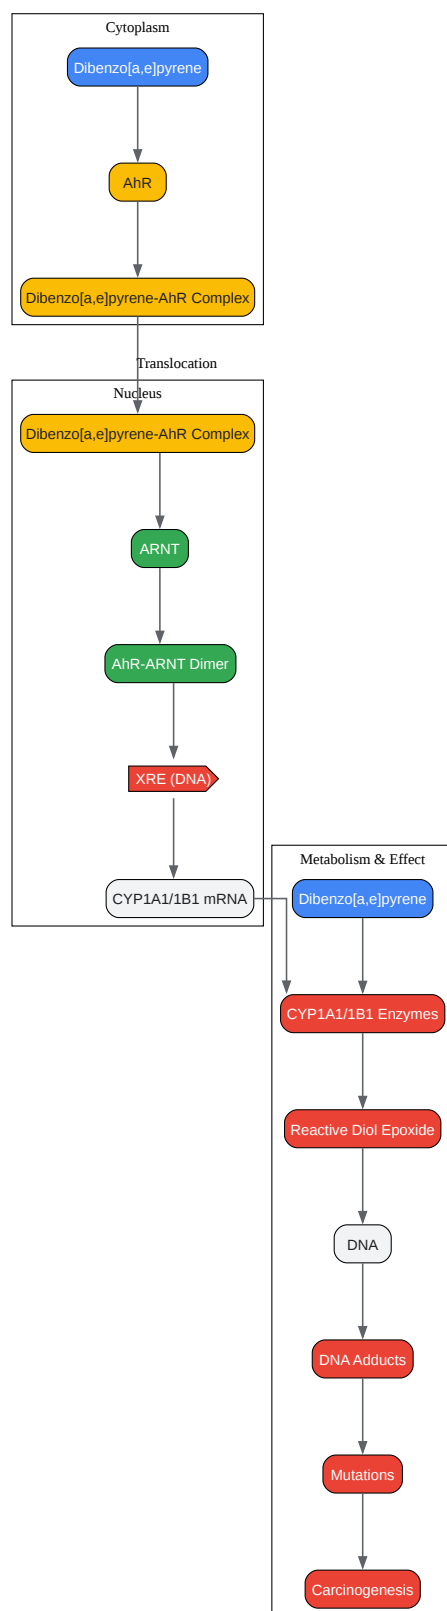 Cytoplasm
Dibenzo[a,e]pyrene
AhR
Dibenzo[a,e]pyrene-AhR Complex
Translocation
Nucleus
Dibenzo[a,e]pyrene-AhR Complex
ARNT
AhR-ARNT Dimer
XRE (DNA)
CYP1A1/1B1 mRNA
Metabolism & Effect
Dibenzo[a,e]pyrene
CYP1A1/1B1 Enzymes
Reactive Diol Epoxide
DNA
DNA Adducts
Mutations
Carcinogenesis